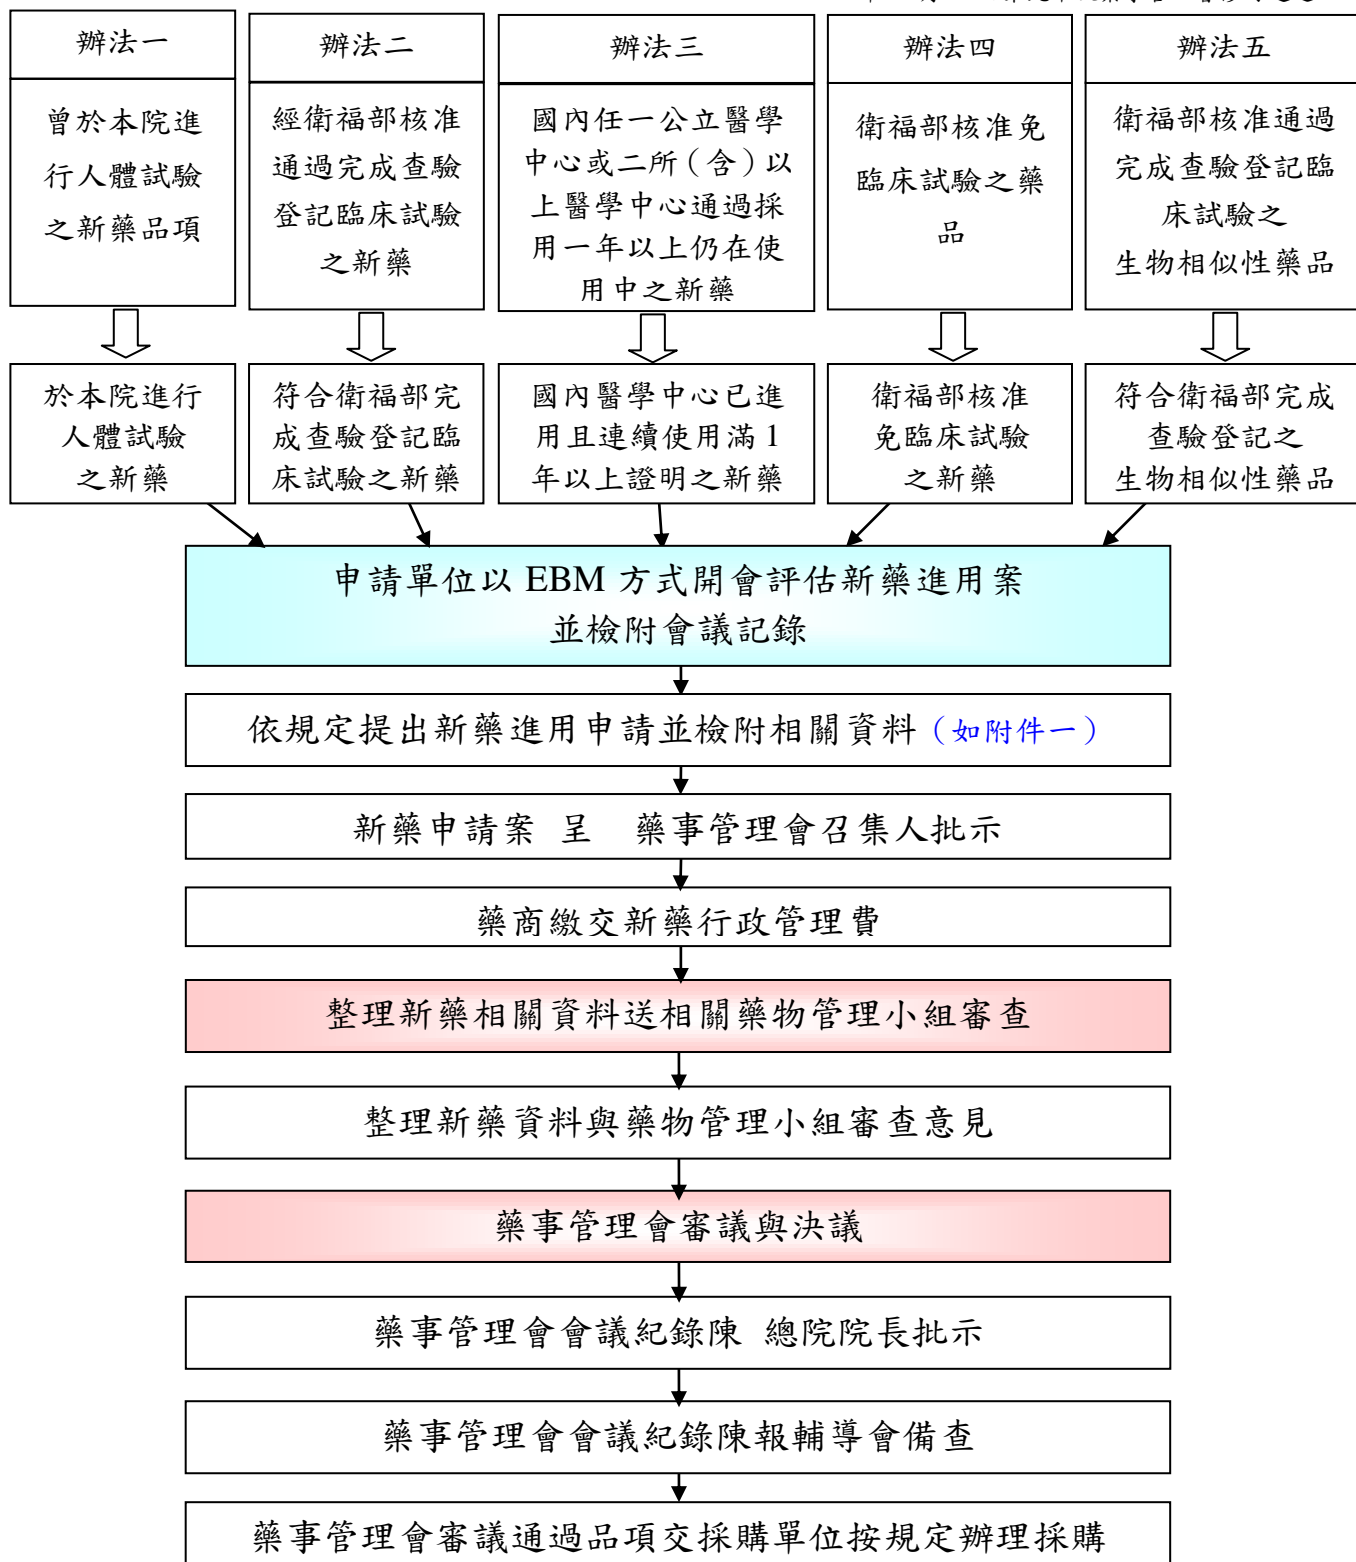 辦法一
曾於本院進
行人體試驗
之新藥品項
辦法二
經衛福部核准
通過完成查驗
登記臨床試驗
之新藥
辦法三
國內任一公立醫學
中心或二所（含）以
上醫學中心通過採
用一年以上仍在使
用中之新藥
辦法四
衛福部核准免
臨床試驗之藥
品
辦法五
衛福部核准通過
完成查驗登記臨
床試驗之
生物相似性藥品
於本院進行
人體試驗
之新藥
符合衛福部完
成查驗登記臨
床試驗之新藥
國內醫學中心已進
用且連續使用滿 1
年以上證明之新藥
衛福部核准
免臨床試驗
之新藥
符合衛福部完成
查驗登記之
生物相似性藥品
申請單位以 EBM 方式開會評估新藥進用案
並檢附會議記錄
依規定提出新藥進用申請並檢附相關資料（如附件一）
新藥申請案 呈　藥事管理會召集人批示
藥商繳交新藥行政管理費
整理新藥相關資料送相關藥物管理小組審查
整理新藥資料與藥物管理小組審查意見
藥事管理會審議與決議
藥事管理會會議紀錄陳 總院院長批示
藥事管理會會議紀錄陳報輔導會備查
藥事管理會審議通過品項交採購單位按規定辦理採購